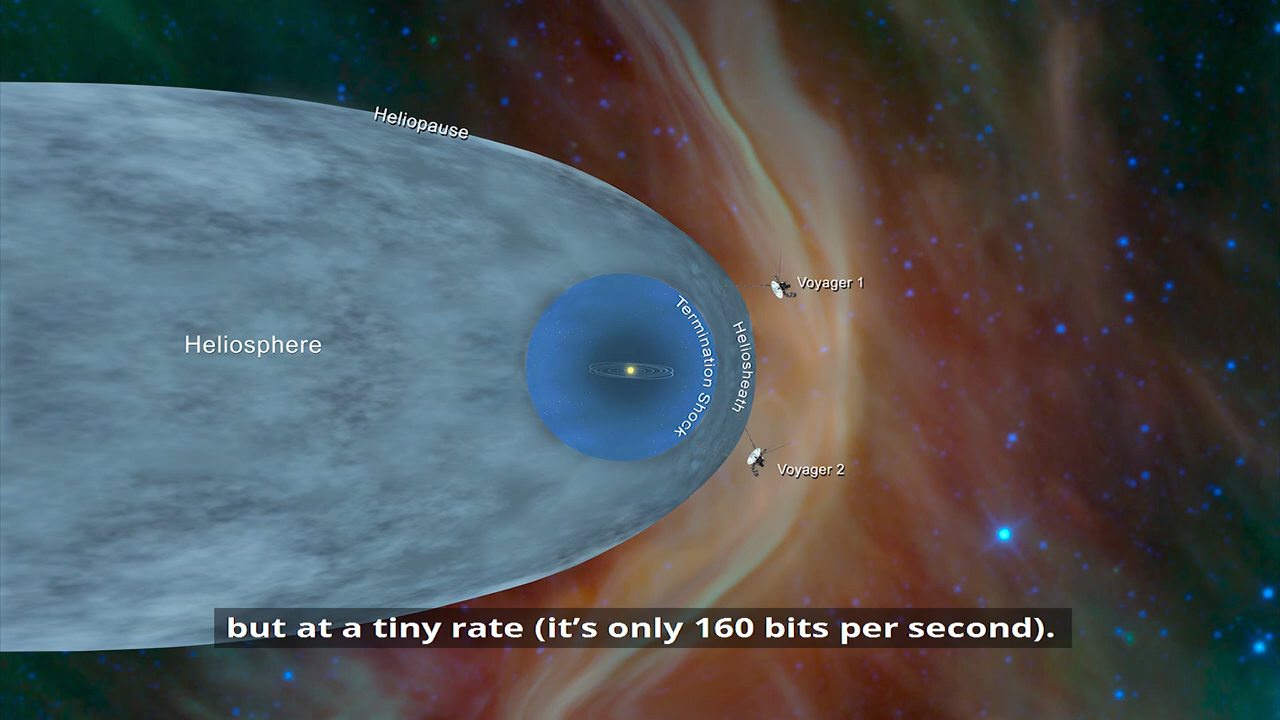 Heliopause
Voyager 1
Termination Shock
Heliosheath
Heliosphere
Voyager 2
but at a tiny rate (it’s only 160 bits per second).